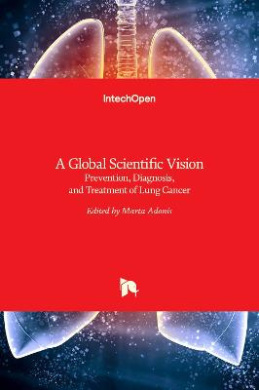 IntechOpen
A Global Scientific Vision
Prevention, Diagnosis,
and Treatment of Lung Cancer
Edited by Marta Adonis